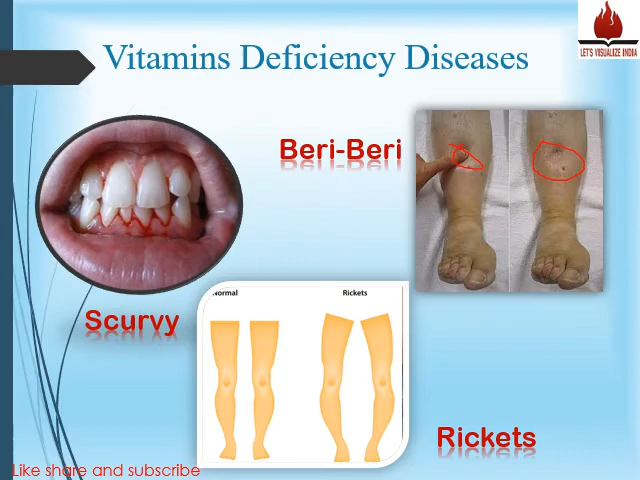 Vitamins Deficiency Diseases
LET'S VISUALIZE INDIA
Beri-Beri
Scurvy
Normal
Rickets
Rickets
Like share and subscribe